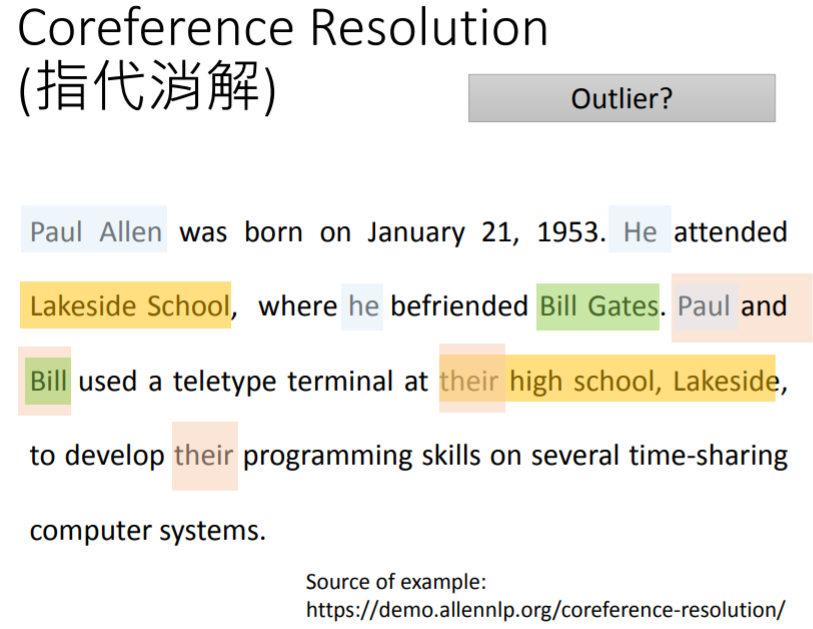 Coreference Resolution
(指代消解)
Outlier?
Paul Allen was born on January 21, 1953. He attended
Lakeside School, where he befriended Bill Gates. Paul and
Bill used a teletype terminal at their high school, Lakeside,
to develop their programming skills on several time-sharing
computer systems.
Source of example:
https://demo.allennlp.org/coreference-resolution/